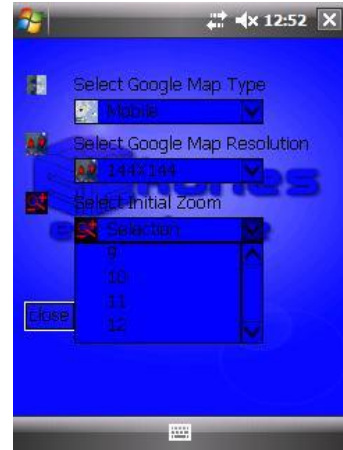 12:52
Select Google Map Type
Mobile
Select Google Map Resolution
144x144
Select Initial Zoom
Selection
9
10
11
12
close